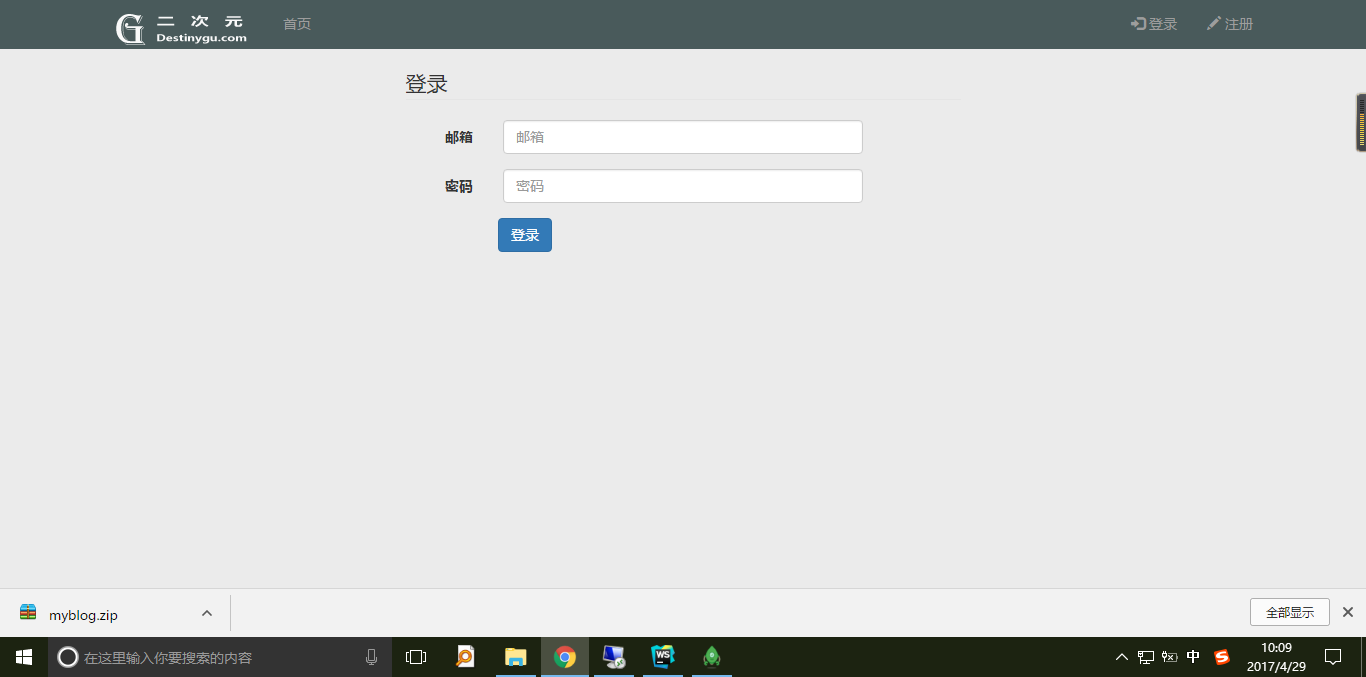 二 次 元
Destinygu.com
首页
登录
注册
登录
邮箱
邮箱
密码
密码
登录
myblog.zip
全部显示
在这里输入你要搜索的内容
WS
中
10:09
2017/4/29